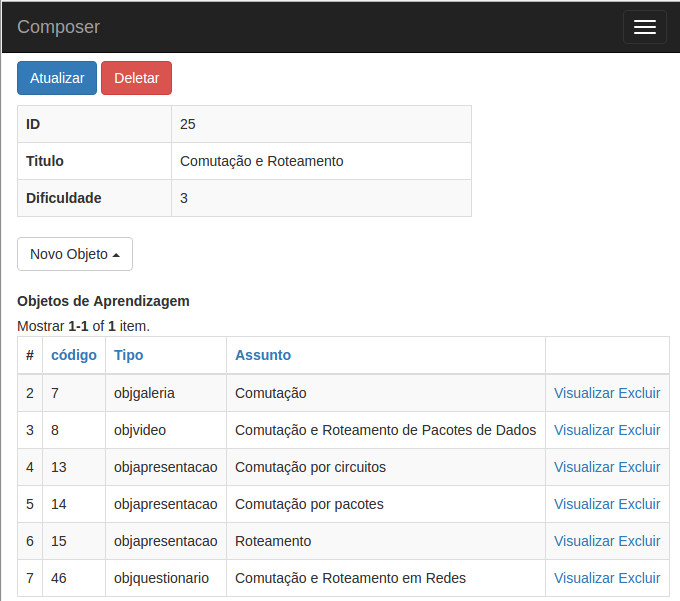 Composer
Atualizar Deletar
ID 25
Titulo Comutação e Roteamento
Dificuldade 3
Novo Objeto
Objetos de Aprendizagem
Mostrar 1-1 of 1 item.
# código Tipo Assunto
2 7 objgaleria Comutação Visualizar Excluir
3 8 objvideo Comutação e Roteamento de Pacotes de Dados Visualizar Excluir
4 13 objapresentacao Comutação por circuitos Visualizar Excluir
5 14 objapresentacao Comutação por pacotes Visualizar Excluir
6 15 objapresentacao Roteamento Visualizar Excluir
7 46 objquestionario Comutação e Roteamento em Redes Visualizar Excluir